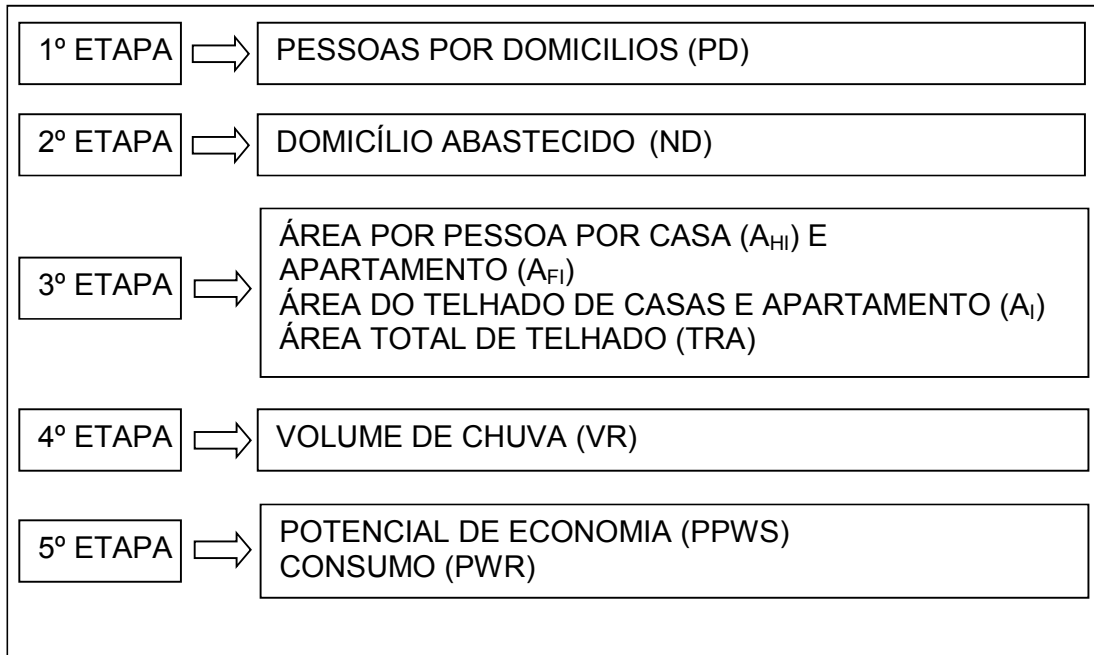 1º ETAPA
PESSOAS POR DOMICILIOS (PD)
2º ETAPA
DOMICÍLIO ABASTECIDO (ND)
3º ETAPA
ÁREA POR PESSOA POR CASA (AHI) E
APARTAMENTO (AFI)
ÁREA DO TELHADO DE CASAS E APARTAMENTO (AI)
ÁREA TOTAL DE TELHADO (TRA)
4º ETAPA
VOLUME DE CHUVA (VR)
5º ETAPA
POTENCIAL DE ECONOMIA (PPWS)
CONSUMO (PWR)